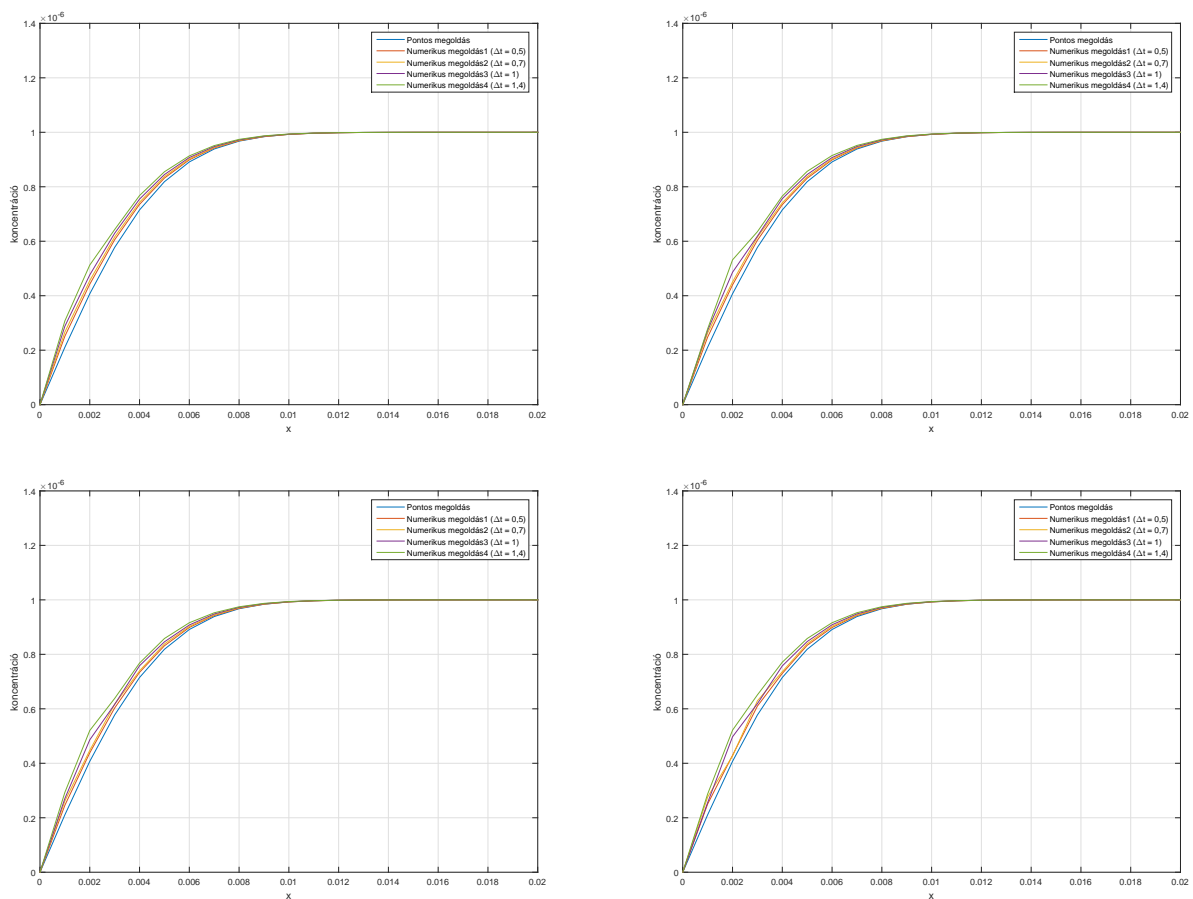 ×10⁻⁶
1.4
1.2
1
0.8
0.6
0.4
0.2
0
koncentráció
Pontos megoldás
Numerikus megoldás1 (Δt = 0,5)
Numerikus megoldás2 (Δt = 0,7)
Numerikus megoldás3 (Δt = 1)
Numerikus megoldás4 (Δt = 1,4)
0 0.002 0.004 0.006 0.008 0.01 0.012 0.014 0.016 0.018 0.02
x
×10⁻⁶
1.4
1.2
1
0.8
0.6
0.4
0.2
0
koncentráció
Pontos megoldás
Numerikus megoldás1 (Δt = 0,5)
Numerikus megoldás2 (Δt = 0,7)
Numerikus megoldás3 (Δt = 1)
Numerikus megoldás4 (Δt = 1,4)
0 0.002 0.004 0.006 0.008 0.01 0.012 0.014 0.016 0.018 0.02
x
×10⁻⁶
1.4
1.2
1
0.8
0.6
0.4
0.2
0
koncentráció
Pontos megoldás
Numerikus megoldás1 (Δt = 0,5)
Numerikus megoldás2 (Δt = 0,7)
Numerikus megoldás3 (Δt = 1)
Numerikus megoldás4 (Δt = 1,4)
0 0.002 0.004 0.006 0.008 0.01 0.012 0.014 0.016 0.018 0.02
x
×10⁻⁶
1.4
1.2
1
0.8
0.6
0.4
0.2
0
koncentráció
Pontos megoldás
Numerikus megoldás1 (Δt = 0,5)
Numerikus megoldás2 (Δt = 0,7)
Numerikus megoldás3 (Δt = 1)
Numerikus megoldás4 (Δt = 1,4)
0 0.002 0.004 0.006 0.008 0.01 0.012 0.014 0.016 0.018 0.02
x